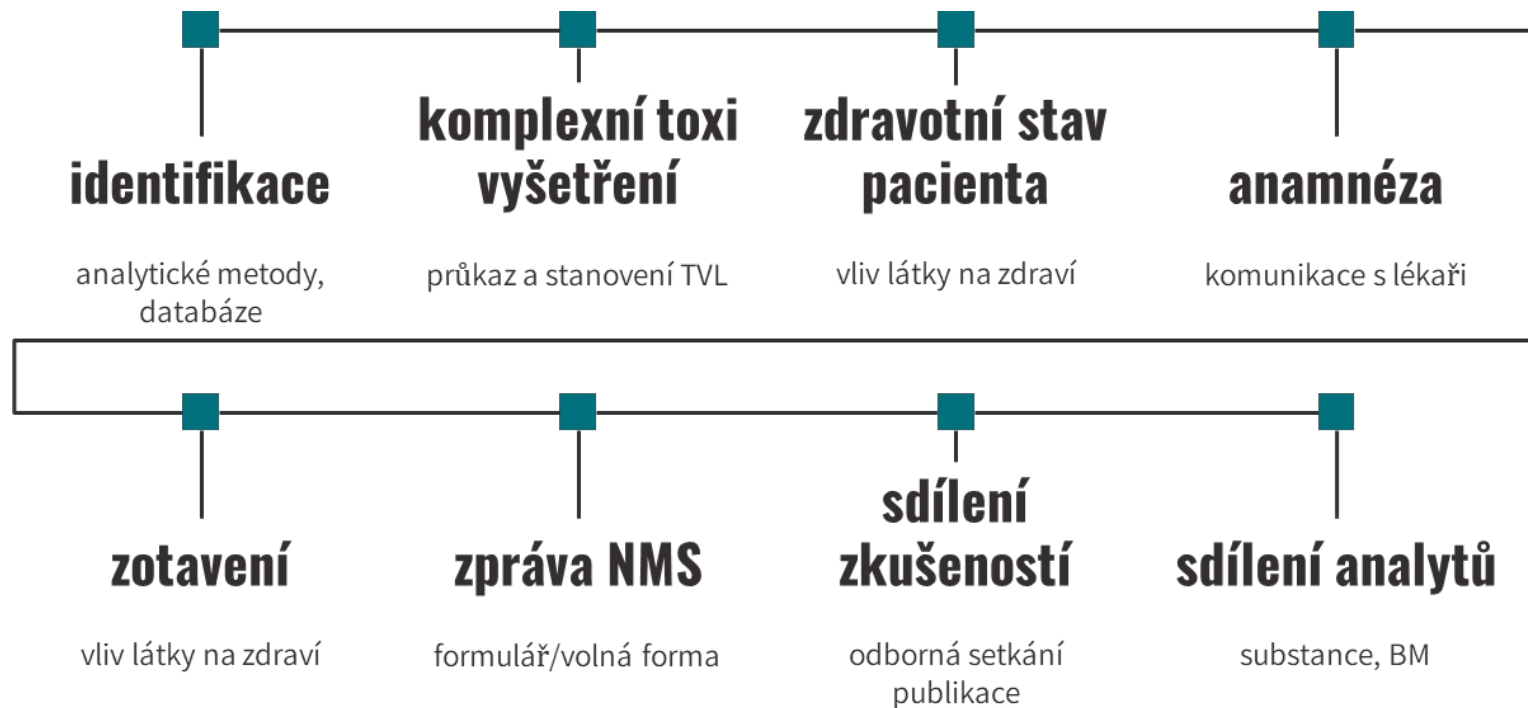 identifikace
analytické metody,
databáze
komplexní toxi
vyšetření
průkaz a stanovení TVL
zdravotní stav
pacienta
vliv látky na zdraví
anamnéza
komunikace s lékaři
zotavení
vliv látky na zdraví
zpráva NMS
formulář/volná forma
sdílení
zkušeností
odborná setkání
publikace
sdílení analytů
substance, BM